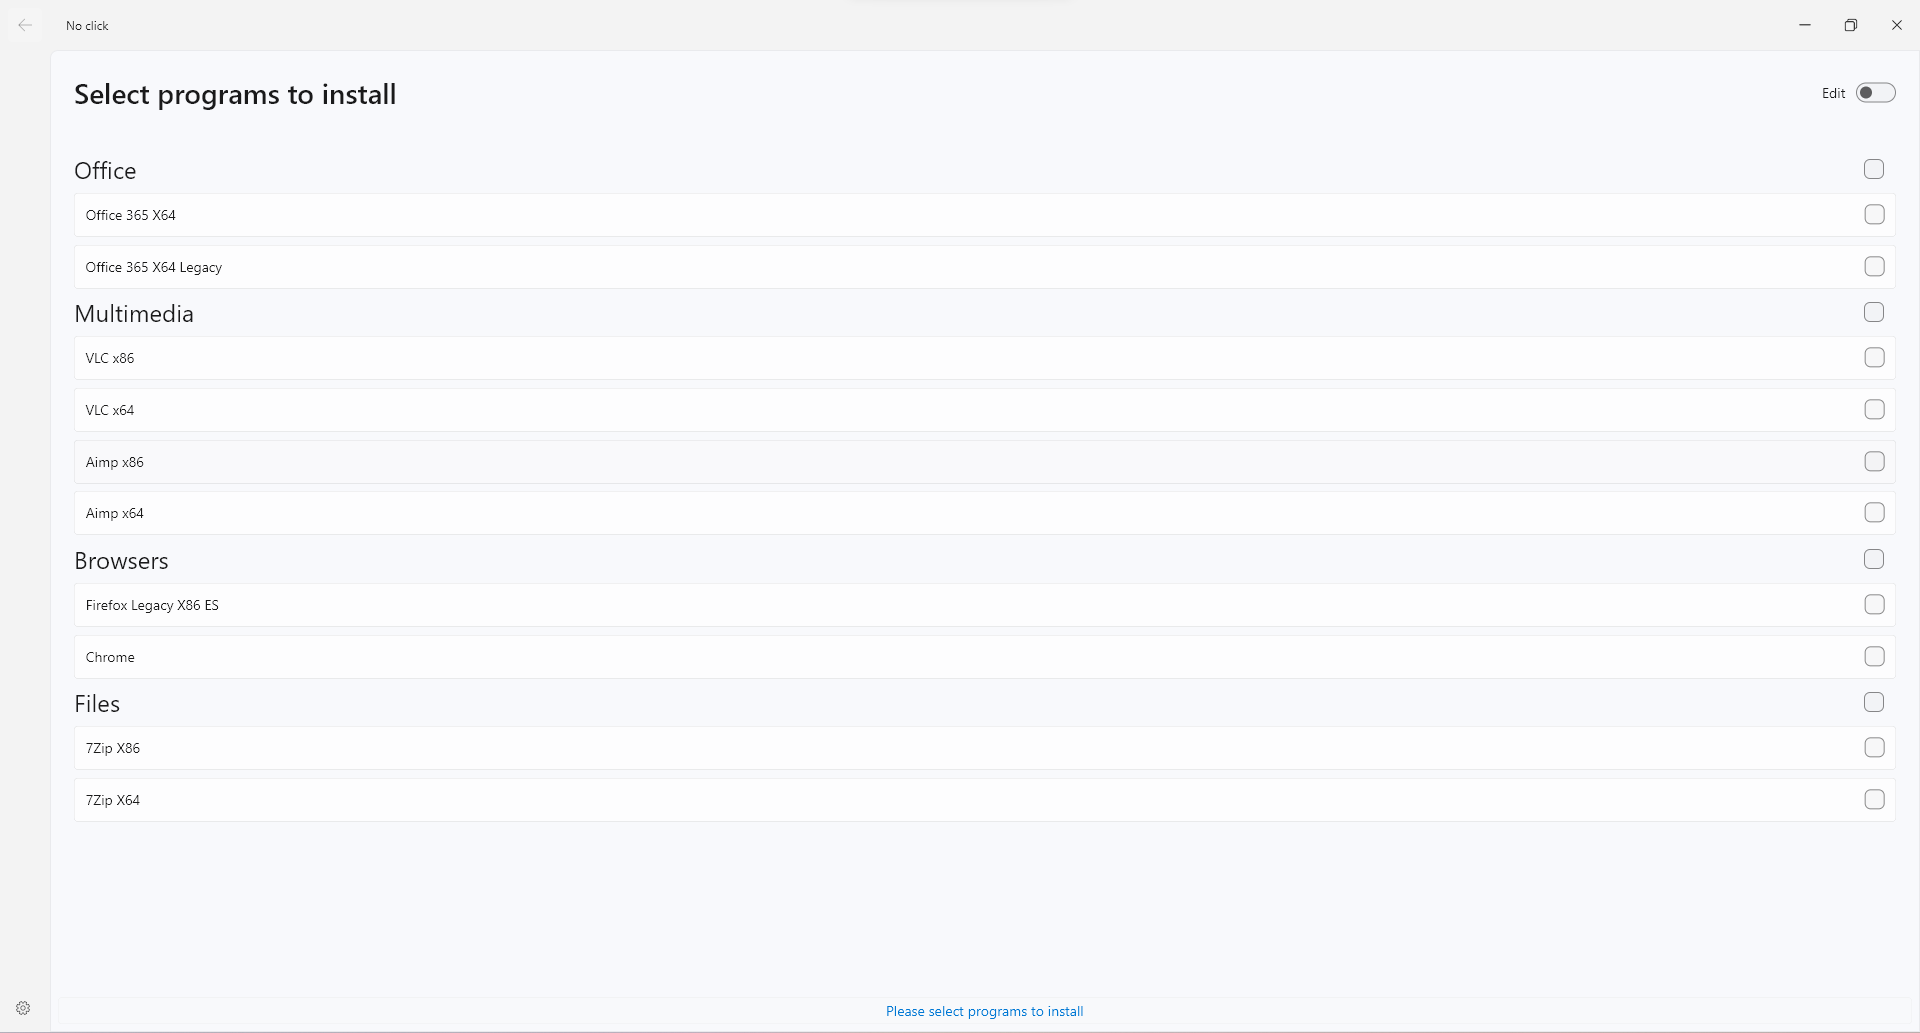 No click
Select programs to install
Edit
Office
Office 365 X64
Office 365 X64 Legacy
Multimedia
VLC x86
VLC x64
Aimp x86
Aimp x64
Browsers
Firefox Legacy X86 ES
Chrome
Files
7Zip X86
7Zip X64
Please select programs to install